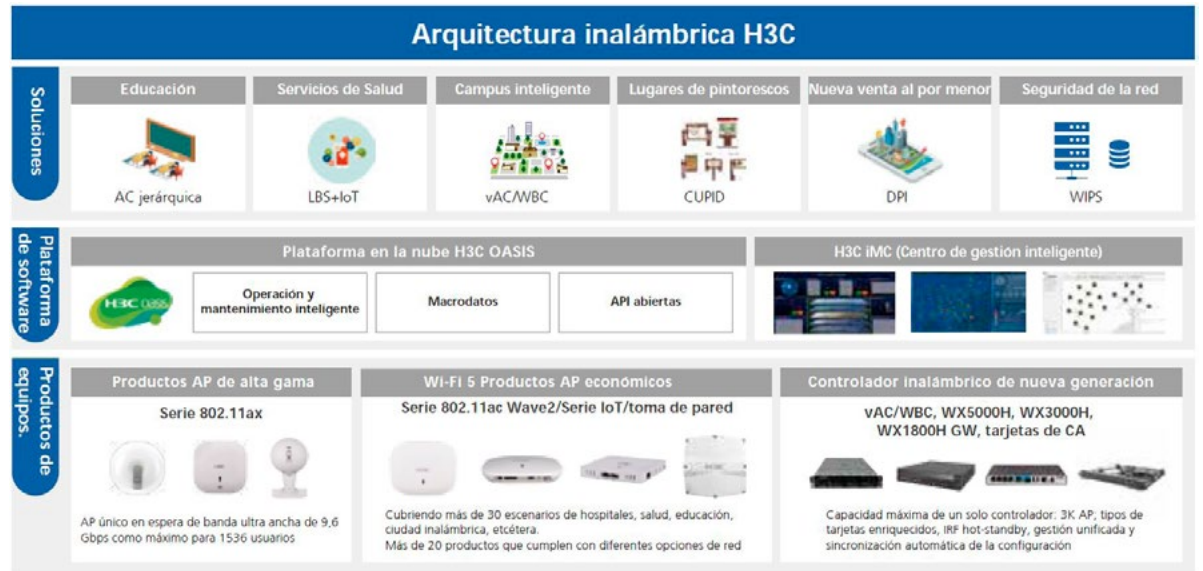 Arquitectura inalámbrica H3C
Soluciones
Educación
AC jerárquica
Servicios de Salud
LBS+IoT
Campus inteligente
vAC/WBC
Lugares de pintorescos
CUPID
Nueva venta al por menor
DPI
Seguridad de la red
WIPS
Plataforma
de software
Plataforma en la nube H3C OASIS
H3C OASIS
Operación y
mantenimiento inteligente
Macrodatos
API abiertas
H3C iMC (Centro de gestión inteligente)
Productos de
equipos.
Productos AP de alta gama
Serie 802.11ax
AP único en espera de banda ultra ancha de 9,6
Gbps como máximo para 1536 usuarios
Wi-Fi 5 Productos AP económicos
Serie 802.11ac Wave2/Serie IoT/toma de pared
Cubriendo más de 30 escenarios de hospitales, salud, educación,
ciudad inalámbrica, etcétera.
Más de 20 productos que cumplen con diferentes opciones de red
Controlador inalámbrico de nueva generación
vAC/WBC, WX5000H, WX3000H,
WX1800H GW, tarjetas de CA
Capacidad máxima de un solo controlador: 3K AP; tipos de
tarjetas enriquecidos, IRF hot-standby, gestión unificada y
sincronización automática de la configuración